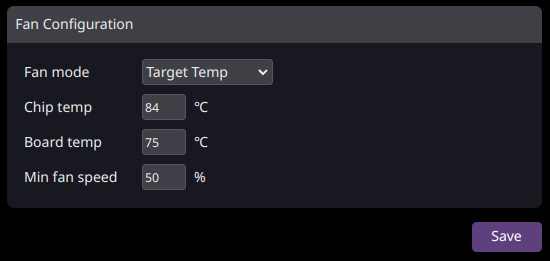 Fan Configuration
Fan mode Target Temp
Chip temp 84 °C
Board temp 75 °C
Min fan speed 50 %
Save